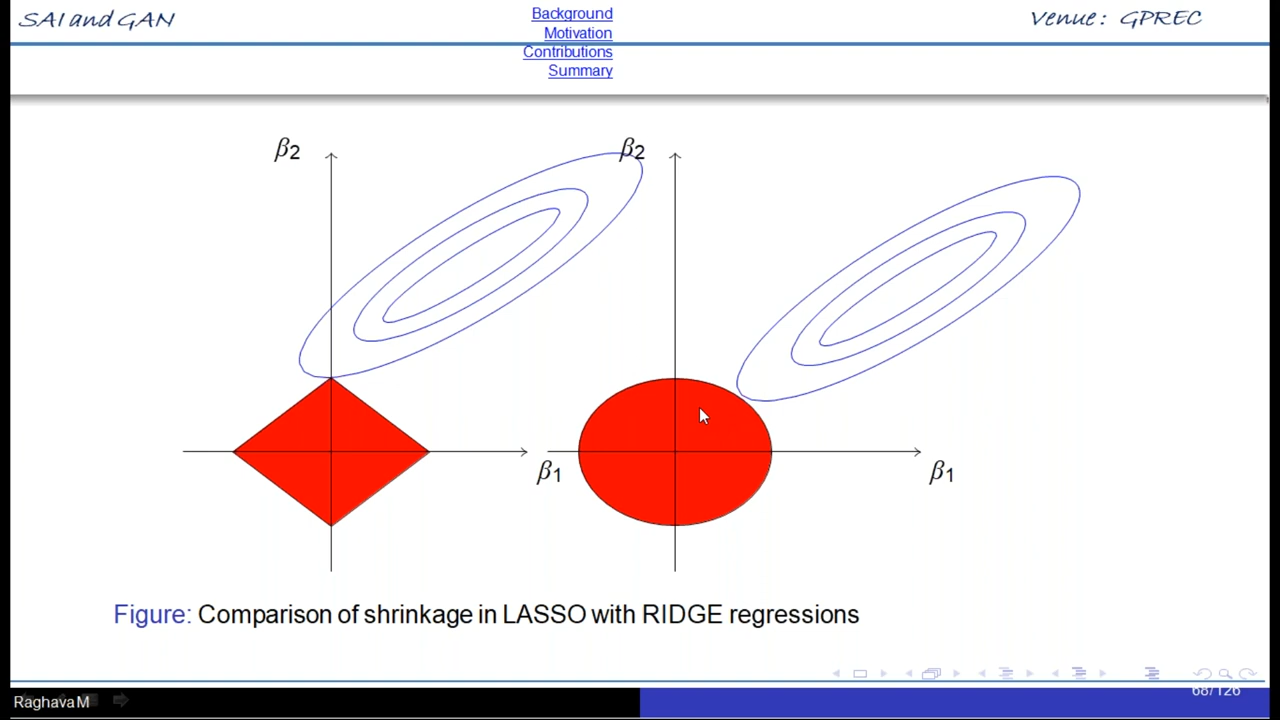 SAI and GAN
Background
Motivation
Contributions
Summary
Venue: GPREC
β2
β2
β1
β1
Figure: Comparison of shrinkage in LASSO with RIDGE regressions
Raghava M
68/126